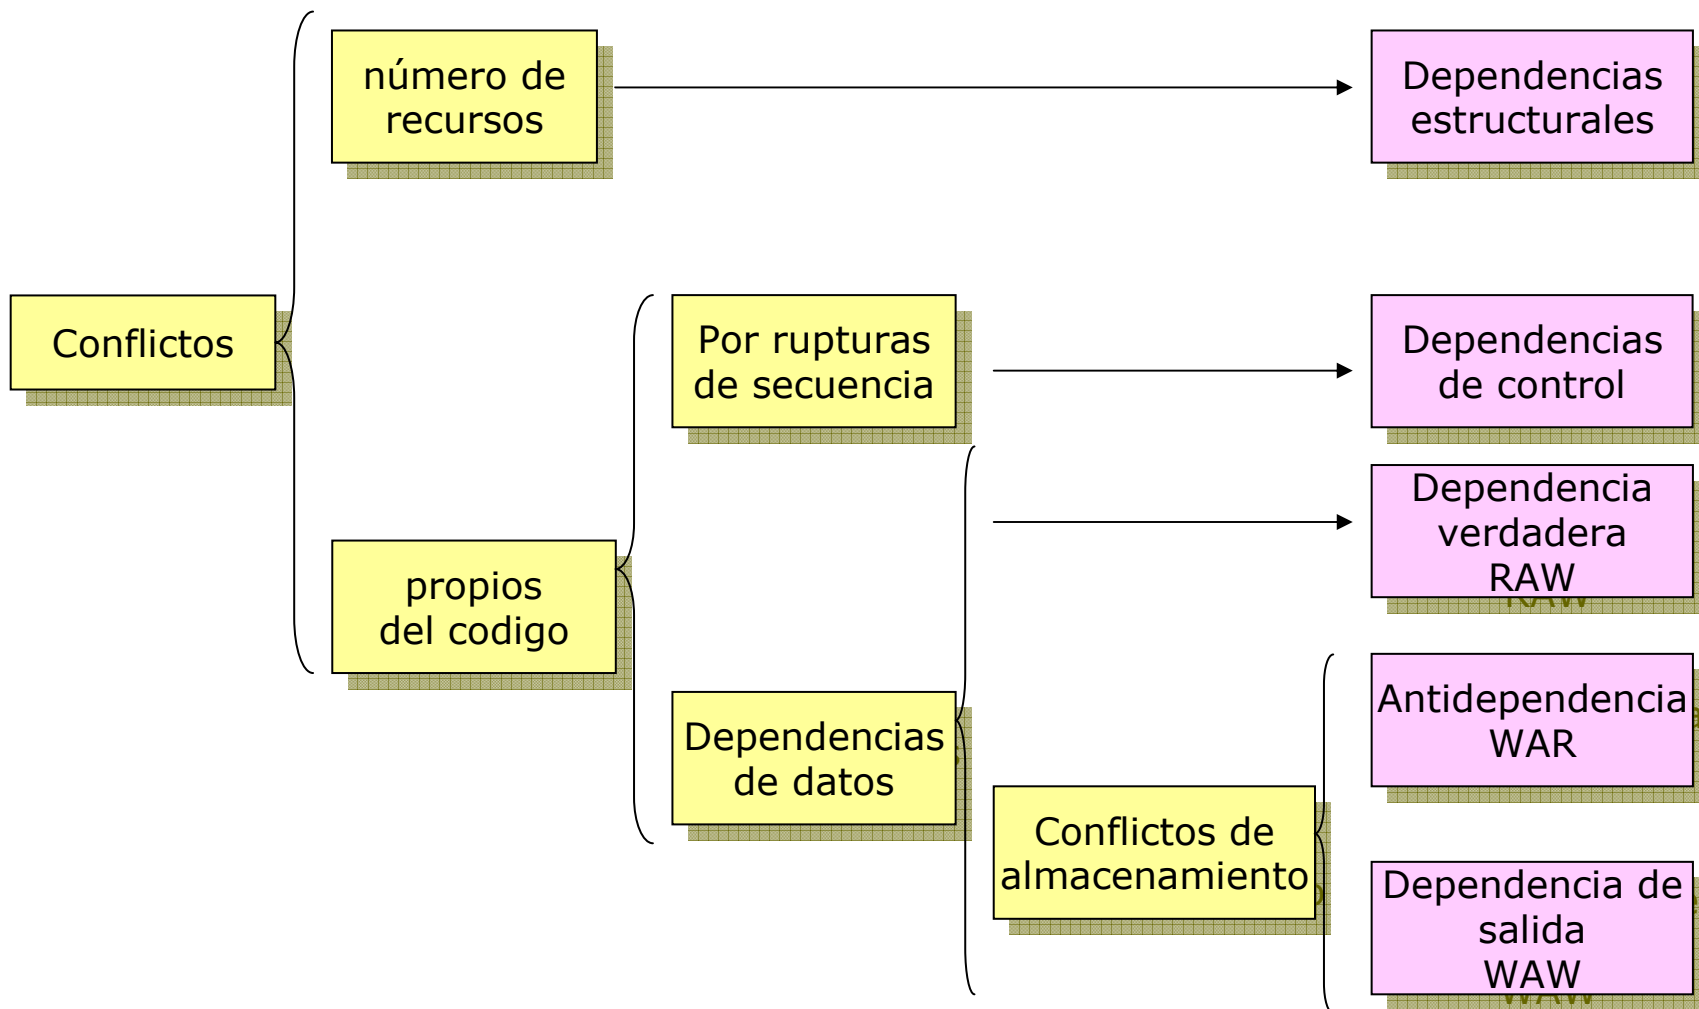 número de
recursos
Dependencias
estructurales
Conflictos
Por rupturas
de secuencia
Dependencias
de control
Dependencia
verdadera
RAW
propios
del codigo
Dependencias
de datos
Antidependencia
WAR
Conflictos de
almacenamiento
Dependencia de
salida
WAW